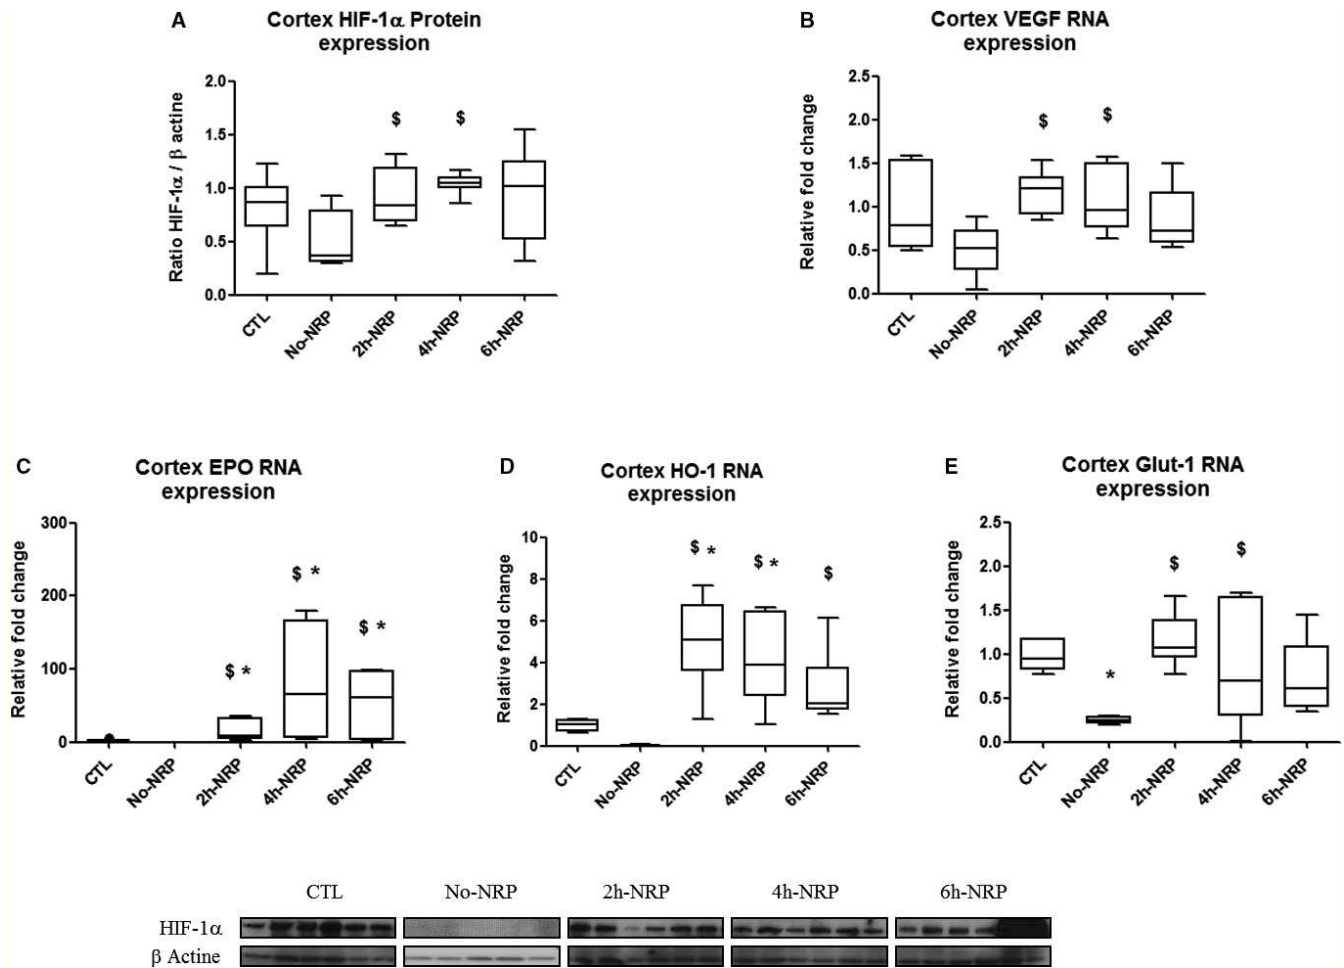 A
Cortex HIF-1α Protein
expression
Ratio HIF-1α / β actine
2.0
1.5
1.0
0.5
0.0
$
$
CTL
No-NRP
2h-NRP
4h-NRP
6h-NRP
B
Cortex VEGF RNA
expression
Relative fold change
2.5
2.0
1.5
1.0
0.5
0.0
$
$
CTL
No-NRP
2h-NRP
4h-NRP
6h-NRP
C
Cortex EPO RNA
expression
Relative fold change
300
200
100
0
$ *
$ *
$ *
CTL
No-NRP
2h-NRP
4h-NRP
6h-NRP
D
Cortex HO-1 RNA
expression
Relative fold change
10
8
6
4
2
0
$ *
$ *
$
CTL
No-NRP
2h-NRP
4h-NRP
6h-NRP
E
Cortex Glut-1 RNA
expression
Relative fold change
2.5
2.0
1.5
1.0
0.5
0.0
*
$
$
CTL
No-NRP
2h-NRP
4h-NRP
6h-NRP
CTL No-NRP 2h-NRP 4h-NRP 6h-NRP
HIF-1α
β Actine